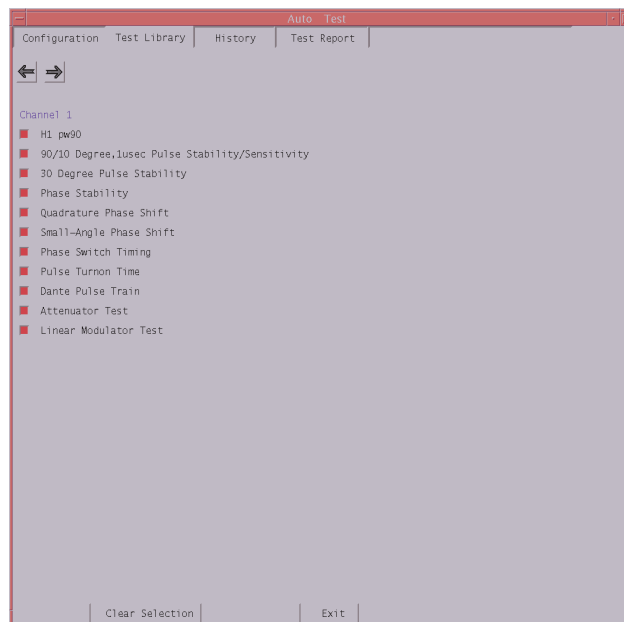 Auto Test
Configuration Test Library History Test Report
Channel 1
H1 pw90
90/10 Degree,1usec Pulse Stability/Sensitivity
30 Degree Pulse Stability
Phase Stability
Quadrature Phase Shift
Small-Angle Phase Shift
Phase Switch Timing
Pulse Turnon Time
Dante Pulse Train
Attenuator Test
Linear Modulator Test
Clear Selection Exit